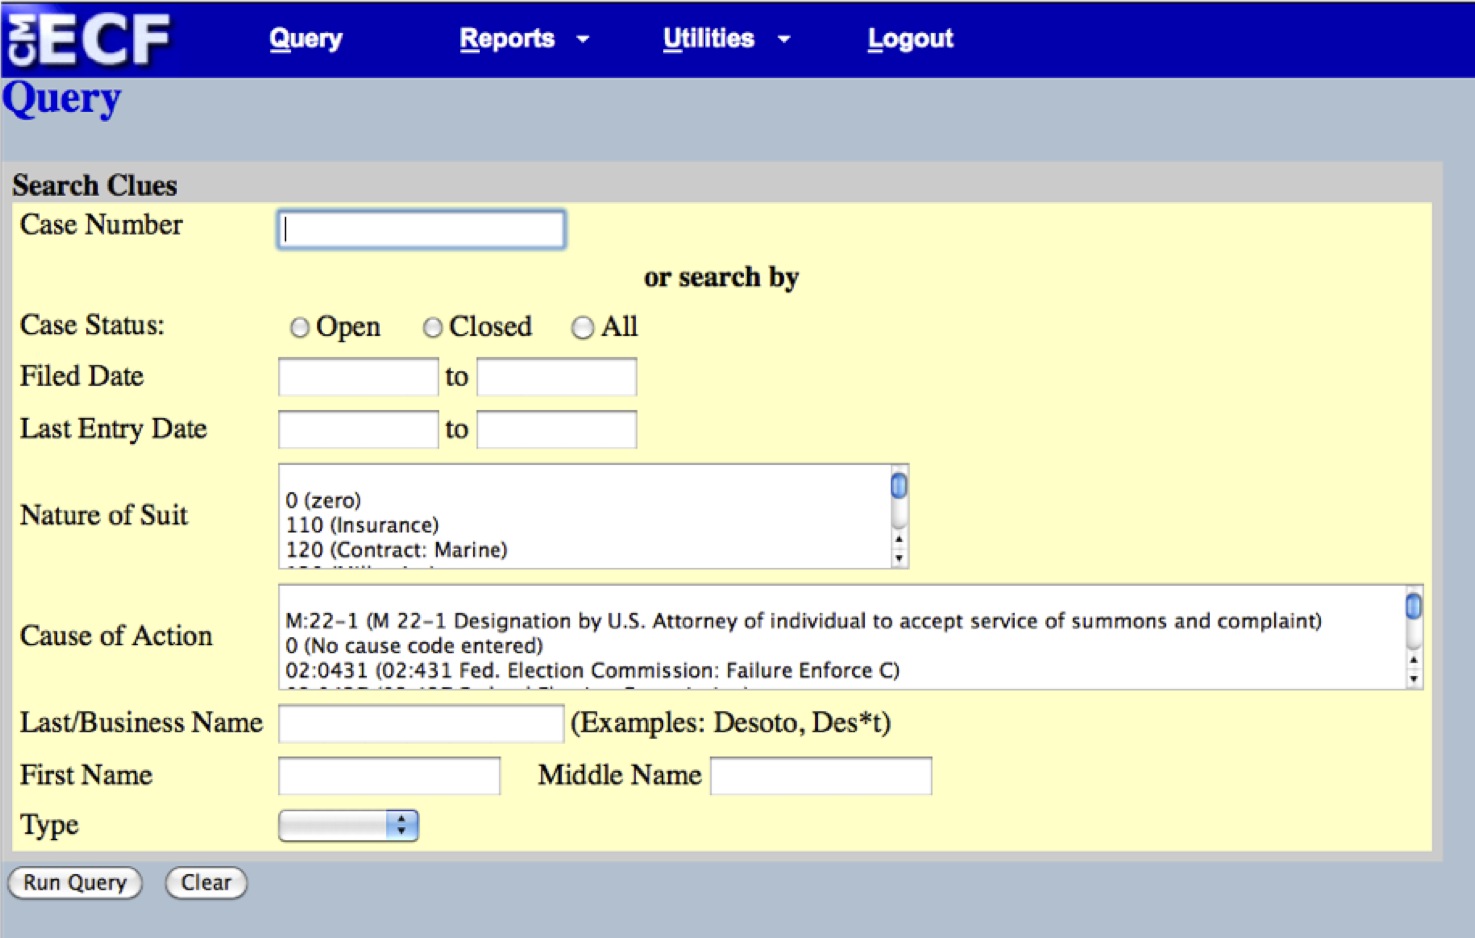 CM ECF Query Reports Utilities Logout
Query
Search Clues
Case Number
or search by
Case Status: Open Closed All
Filed Date to
Last Entry Date to
Nature of Suit
0 (zero)
110 (Insurance)
120 (Contract: Marine)
Cause of Action
M:22-1 (M 22-1 Designation by U.S. Attorney of individual to accept service of summons and complaint)
0 (No cause code entered)
02:0431 (02:431 Fed. Election Commission: Failure Enforce C)
Last/Business Name (Examples: Desoto, Des*t)
First Name Middle Name
Type
Run Query Clear